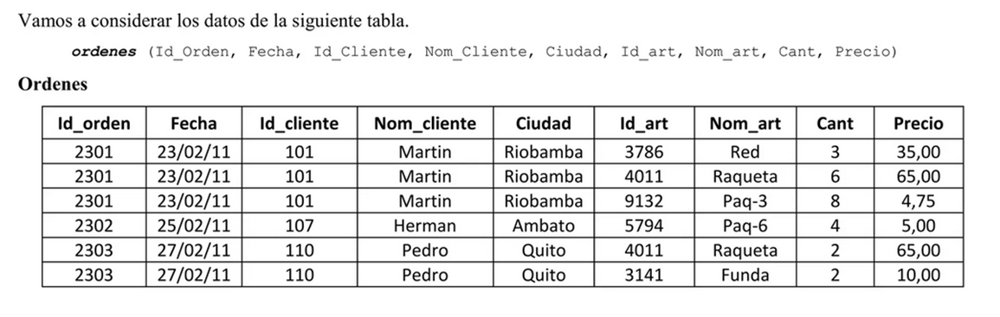 Vamos a considerar los datos de la siguiente tabla.
ordenes (Id_Orden, Fecha, Id_Cliente, Nom_Cliente, Ciudad, Id_art, Nom_art, Cant, Precio)
Ordenes
Id_orden Fecha Id_cliente Nom_cliente Ciudad Id_art Nom_art Cant Precio
2301 23/02/11 101 Martin Riobamba 3786 Red 3 35,00
2301 23/02/11 101 Martin Riobamba 4011 Raqueta 6 65,00
2301 23/02/11 101 Martin Riobamba 9132 Paq-3 8 4,75
2302 25/02/11 107 Herman Ambato 5794 Paq-6 4 5,00
2303 27/02/11 110 Pedro Quito 4011 Raqueta 2 65,00
2303 27/02/11 110 Pedro Quito 3141 Funda 2 10,00